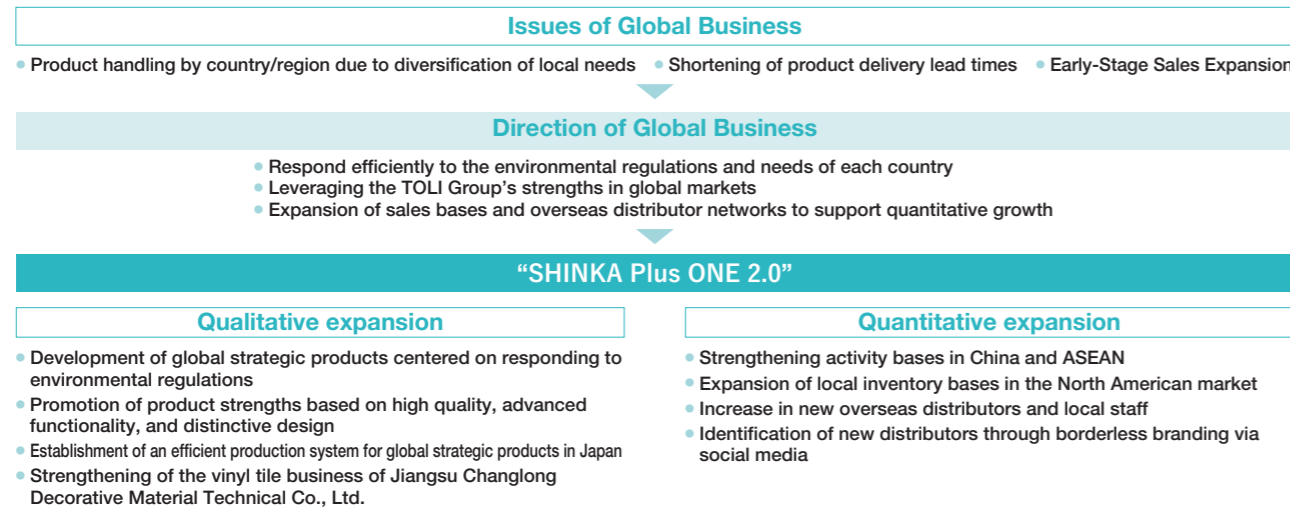 Issues of Global Business
● Product handling by country/region due to diversification of local needs ● Shortening of product delivery lead times ● Early-Stage Sales Expansion
Direction of Global Business
● Respond efficiently to the environmental regulations and needs of each country
● Leveraging the TOLI Group's strengths in global markets
● Expansion of sales bases and overseas distributor networks to support quantitative growth
“SHINKA Plus ONE 2.0”
Qualitative expansion
● Development of global strategic products centered on responding to
environmental regulations
● Promotion of product strengths based on high quality, advanced
functionality, and distinctive design
● Establishment of an efficient production system for global strategic products in Japan
● Strengthening of the vinyl tile business of Jiangsu Changlong
Decorative Material Technical Co., Ltd.
Quantitative expansion
● Strengthening activity bases in China and ASEAN
● Expansion of local inventory bases in the North American market
● Increase in new overseas distributors and local staff
● Identification of new distributors through borderless branding via
social media